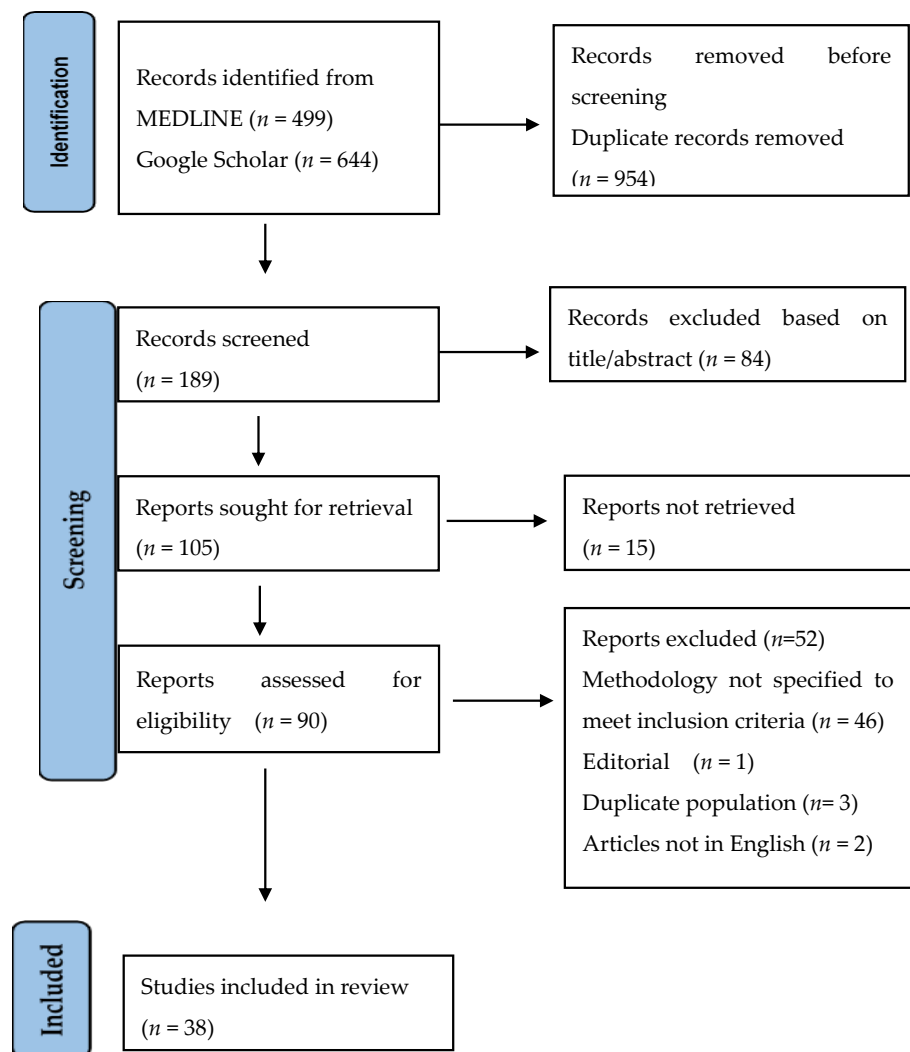 Identification
Records identified from
MEDLINE (n = 499)
Google Scholar (n = 644)
Records removed before
screening
Duplicate records removed
(n = 954)
Screening
Records screened
(n = 189)
Records excluded based on
title/abstract (n = 84)
Reports sought for retrieval
(n = 105)
Reports not retrieved
(n = 15)
Reports assessed for
eligibility (n = 90)
Reports excluded (n=52)
Methodology not specified to
meet inclusion criteria (n = 46)
Editorial (n = 1)
Duplicate population (n= 3)
Articles not in English (n = 2)
Included
Studies included in review
(n = 38)